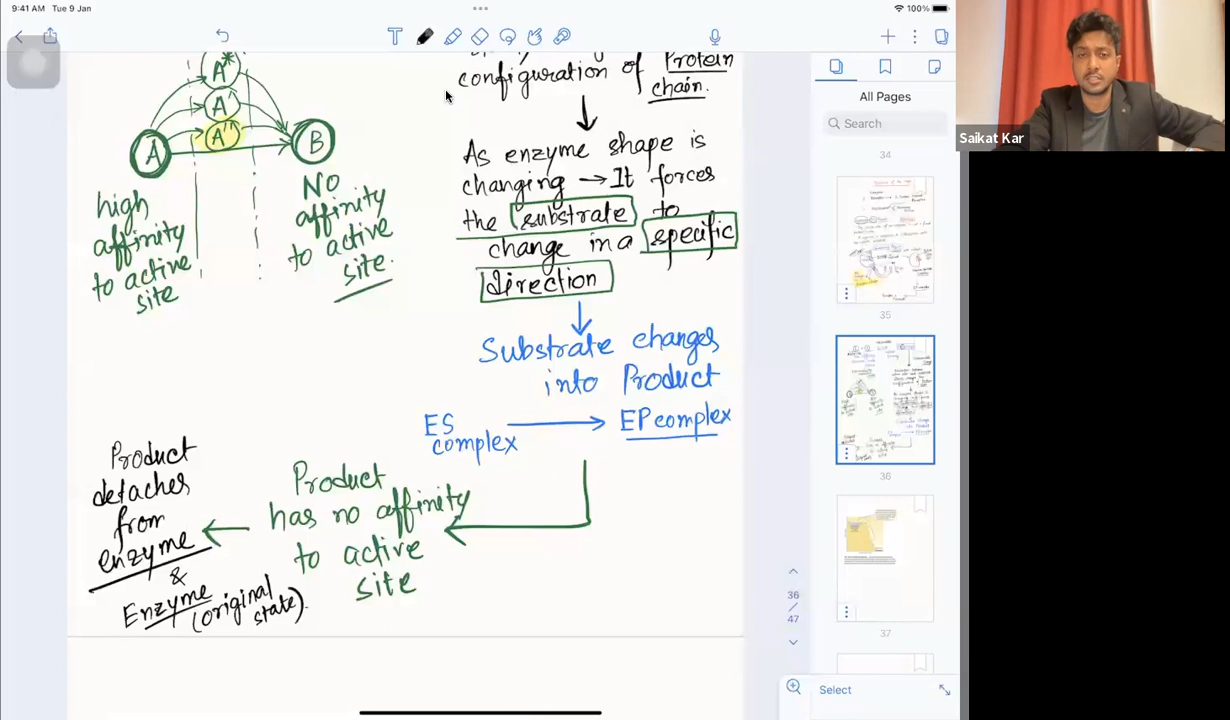 9:41 AM Tue 9 Jan
100%
A*
A'
A"
A
B
high
affinity
to active
site
NO
affinity
to active
site.
configuration of Protein
chain.
As enzyme shape is
changing → It forces
the substrate to
change in a specific
direction
Substrate changes
into Product
ES
complex
EP complex
Product
has no affinity
to active
site
Product
detaches
from
enzyme
&
Enzyme
(original
state).
All Pages
Search
34
35
36
37
36
/
47
Select
Saikat Kar